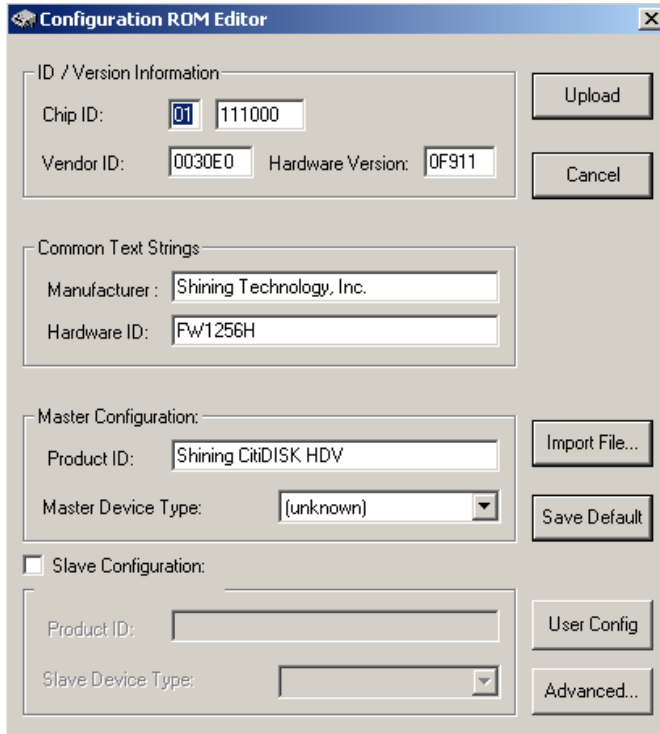 Configuration ROM Editor
ID / Version Information
Upload
Chip ID: 01 111000
Vendor ID: 0030E0 Hardware Version: 0F911
Cancel
Common Text Strings
Manufacturer : Shining Technology, Inc.
Hardware ID: FW1256H
Master Configuration:
Product ID: Shining CitiDISK HDV
Import File...
Master Device Type: (unknown)
Save Default
Slave Configuration:
Product ID:
User Config
Slave Device Type:
Advanced...